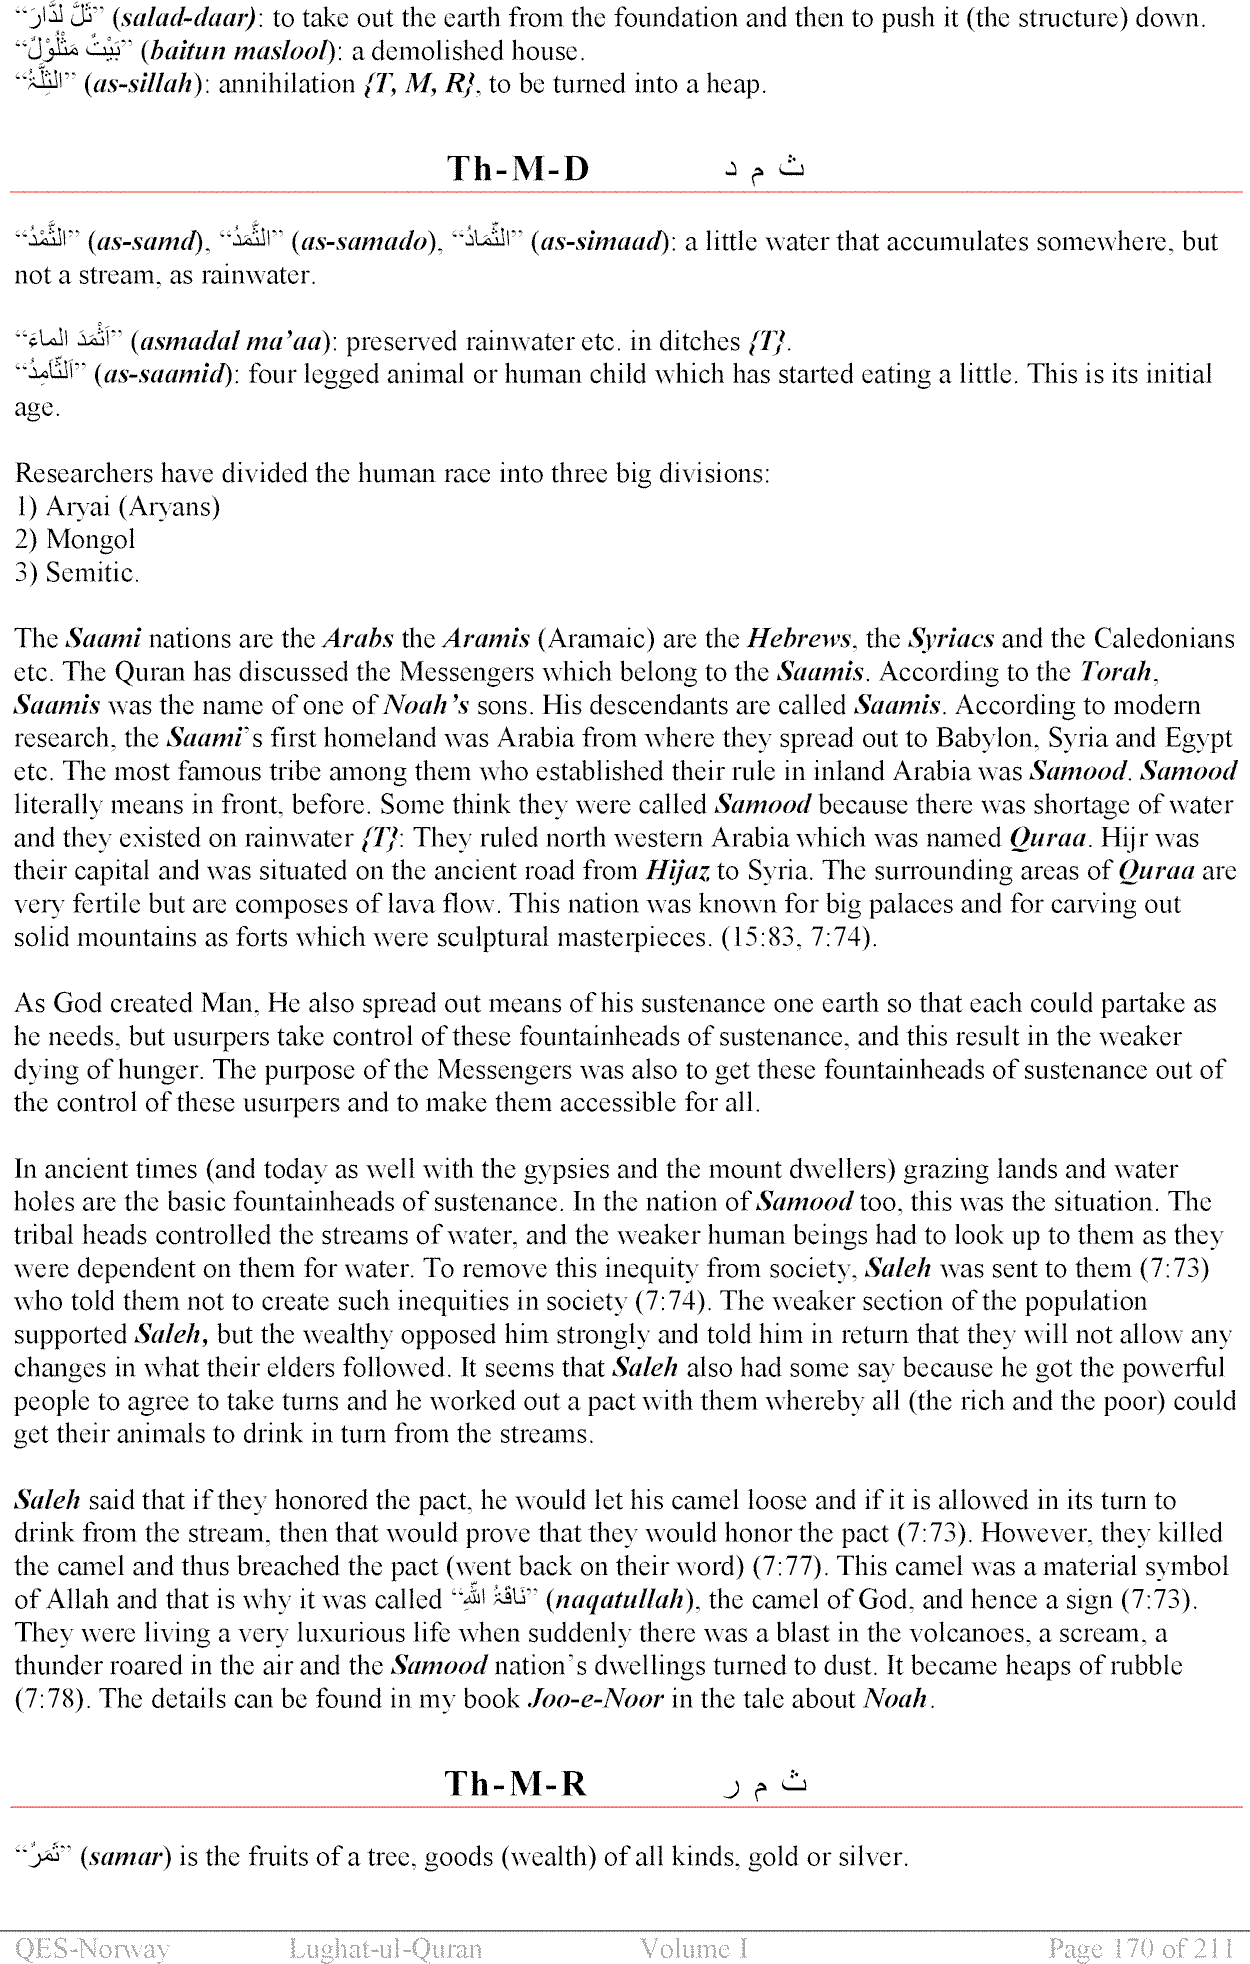 “ثَلَّ لدَّارَ” (salad-daar): to take out the earth from the foundation and then to push it (the structure) down.
“بَيْتٌ مَثْلُوْلٌ” (baitun maslool): a demolished house.
“الثِلَّۃُ” (as-sillah): annihilation {T, M, R}, to be turned into a heap.
Th-M-D ث م د
“الثَّمْدُ” (as-samd), “الثَّمَدُ” (as-samado), “الثِّمَادُ” (as-simaad): a little water that accumulates somewhere, but
not a stream, as rainwater.
“اَثْمَدَ الماءَ” (asmadal ma’aa): preserved rainwater etc. in ditches {T}.
“اَلثَّامِدُ” (as-saamid): four legged animal or human child which has started eating a little. This is its initial
age.
Researchers have divided the human race into three big divisions:
1) Aryai (Aryans)
2) Mongol
3) Semitic.
The Saami nations are the Arabs the Aramis (Aramaic) are the Hebrews, the Syriacs and the Caledonians
etc. The Quran has discussed the Messengers which belong to the Saamis. According to the Torah,
Saamis was the name of one of Noah’s sons. His descendants are called Saamis. According to modern
research, the Saami’s first homeland was Arabia from where they spread out to Babylon, Syria and Egypt
etc. The most famous tribe among them who established their rule in inland Arabia was Samood. Samood
literally means in front, before. Some think they were called Samood because there was shortage of water
and they existed on rainwater {T}: They ruled north western Arabia which was named Quraa. Hijr was
their capital and was situated on the ancient road from Hijaz to Syria. The surrounding areas of Quraa are
very fertile but are composes of lava flow. This nation was known for big palaces and for carving out
solid mountains as forts which were sculptural masterpieces. (15:83, 7:74).
As God created Man, He also spread out means of his sustenance one earth so that each could partake as
he needs, but usurpers take control of these fountainheads of sustenance, and this result in the weaker
dying of hunger. The purpose of the Messengers was also to get these fountainheads of sustenance out of
the control of these usurpers and to make them accessible for all.
In ancient times (and today as well with the gypsies and the mount dwellers) grazing lands and water
holes are the basic fountainheads of sustenance. In the nation of Samood too, this was the situation. The
tribal heads controlled the streams of water, and the weaker human beings had to look up to them as they
were dependent on them for water. To remove this inequity from society, Saleh was sent to them (7:73)
who told them not to create such inequities in society (7:74). The weaker section of the population
supported Saleh, but the wealthy opposed him strongly and told him in return that they will not allow any
changes in what their elders followed. It seems that Saleh also had some say because he got the powerful
people to agree to take turns and he worked out a pact with them whereby all (the rich and the poor) could
get their animals to drink in turn from the streams.
Saleh said that if they honored the pact, he would let his camel loose and if it is allowed in its turn to
drink from the stream, then that would prove that they would honor the pact (7:73). However, they killed
the camel and thus breached the pact (went back on their word) (7:77). This camel was a material symbol
of Allah and that is why it was called “نَاقَۃُ اللّٰہِ” (naqatullah), the camel of God, and hence a sign (7:73).
They were living a very luxurious life when suddenly there was a blast in the volcanoes, a scream, a
thunder roared in the air and the Samood nation’s dwellings turned to dust. It became heaps of rubble
(7:78). The details can be found in my book Joo-e-Noor in the tale about Noah.
Th-M-R ث م ر
“ثَمَرٌ” (samar) is the fruits of a tree, goods (wealth) of all kinds, gold or silver.
QES-Norway Lughat-ul-Quran Volume I Page 170 of 211